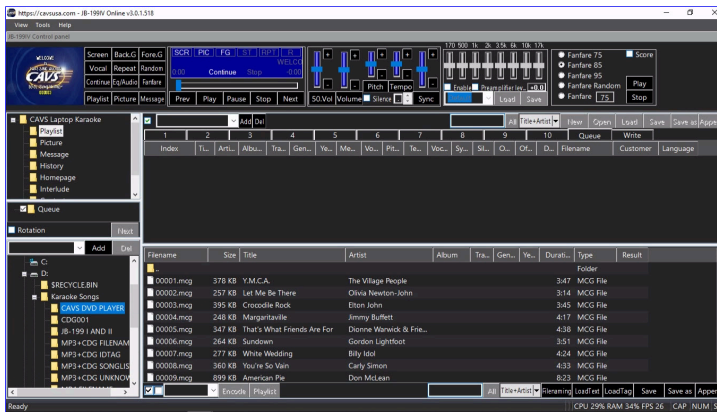 https://cavsusa.com - JB-199IV Online v3.0.1.518
View Tools Help
JB-199IV Control panel
WELCOME
CAVS
Screen Back.G Fore.G
Vocal Repeat Random
Continue Eq/Audio Fanfare
Playlist Picture Message
SCR PIC FG ST RPT R
WELCO
0:00 Continue Stop -0:00
Prev Play Pause Stop Next
50.Vol Volume Silence
Pitch Tempo
Sync
170 500 1k 2k 3.5k 6k 10k 17k
Enable Preamplifier lev.. +0.0
Load Save
Fanfare 75
Fanfare 85
Fanfare 95
Fanfare Random
Fanfare 75
Score
Play
Stop
CAVS Laptop Karaoke
Playlist
Picture
Message
History
Homepage
Interlude
Queue
Rotation Next
Add Del
C:
D:
$RECYCLE.BIN
Karaoke Songs
CAVS DVD PLAYER
CDG001
JB-199 I AND II
MP3+CDG FILENAM
MP3+CDG IDTAG
MP3+CDG SONGLIS
MP3+CDG UNKNOW
Add Del All Title+Artist New Open Load Save Save as Appe
1 2 3 4 5 6 7 8 9 10 Queue Write
Index Ti... Arti... Albu... Tra... Gen... Ye... Me... Vo... Pit... Te... Voc... Sy... Sil... O... Of... D... Filename Customer Language
Filename Size Title Artist Album Tra... Gen... Ye... Durati... Type Result
.. Folder
00001.mcg 378 KB Y.M.C.A. The Village People 3:47 MCG File
00002.mcg 257 KB Let Me Be There Olivia Newton-John 3:14 MCG File
00003.mcg 395 KB Crocodile Rock Elton John 3:45 MCG File
00004.mcg 248 KB Margaritaville Jimmy Buffett 4:17 MCG File
00005.mcg 347 KB That's What Friends Are For Dionne Warwick & Frie... 4:38 MCG File
00006.mcg 264 KB Sundown Gordon Lightfoot 3:51 MCG File
00007.mcg 277 KB White Wedding Billy Idol 4:24 MCG File
00008.mcg 360 KB You're So Vain Carly Simon 4:33 MCG File
00009.mcg 899 KB American Pie Don McLean 8:23 MCG File
Encode Playlist All Title+Artist Filenaming LoadText LoadTag Save Save as Apper
Ready
CPU 29% RAM 34% FPS 26 CAP NUM S